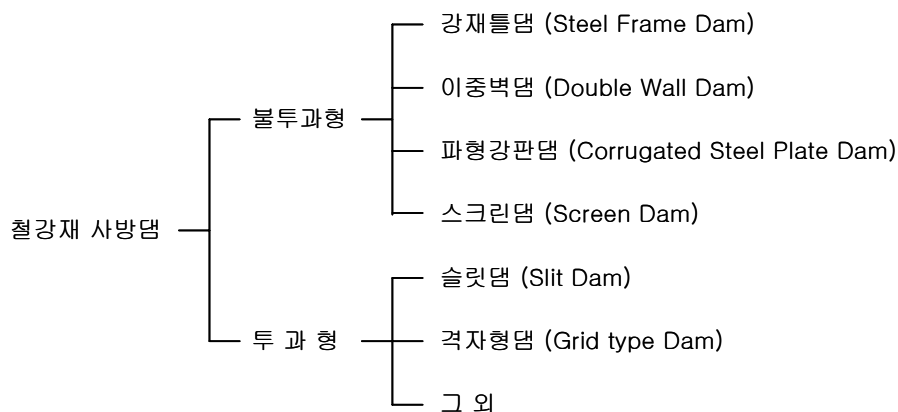 철강재 사방댐
불투과형
강재틀댐 (Steel Frame Dam)
이중벽댐 (Double Wall Dam)
파형강판댐 (Corrugated Steel Plate Dam)
스크린댐 (Screen Dam)
투 과 형
슬릿댐 (Slit Dam)
격자형댐 (Grid type Dam)
그 외